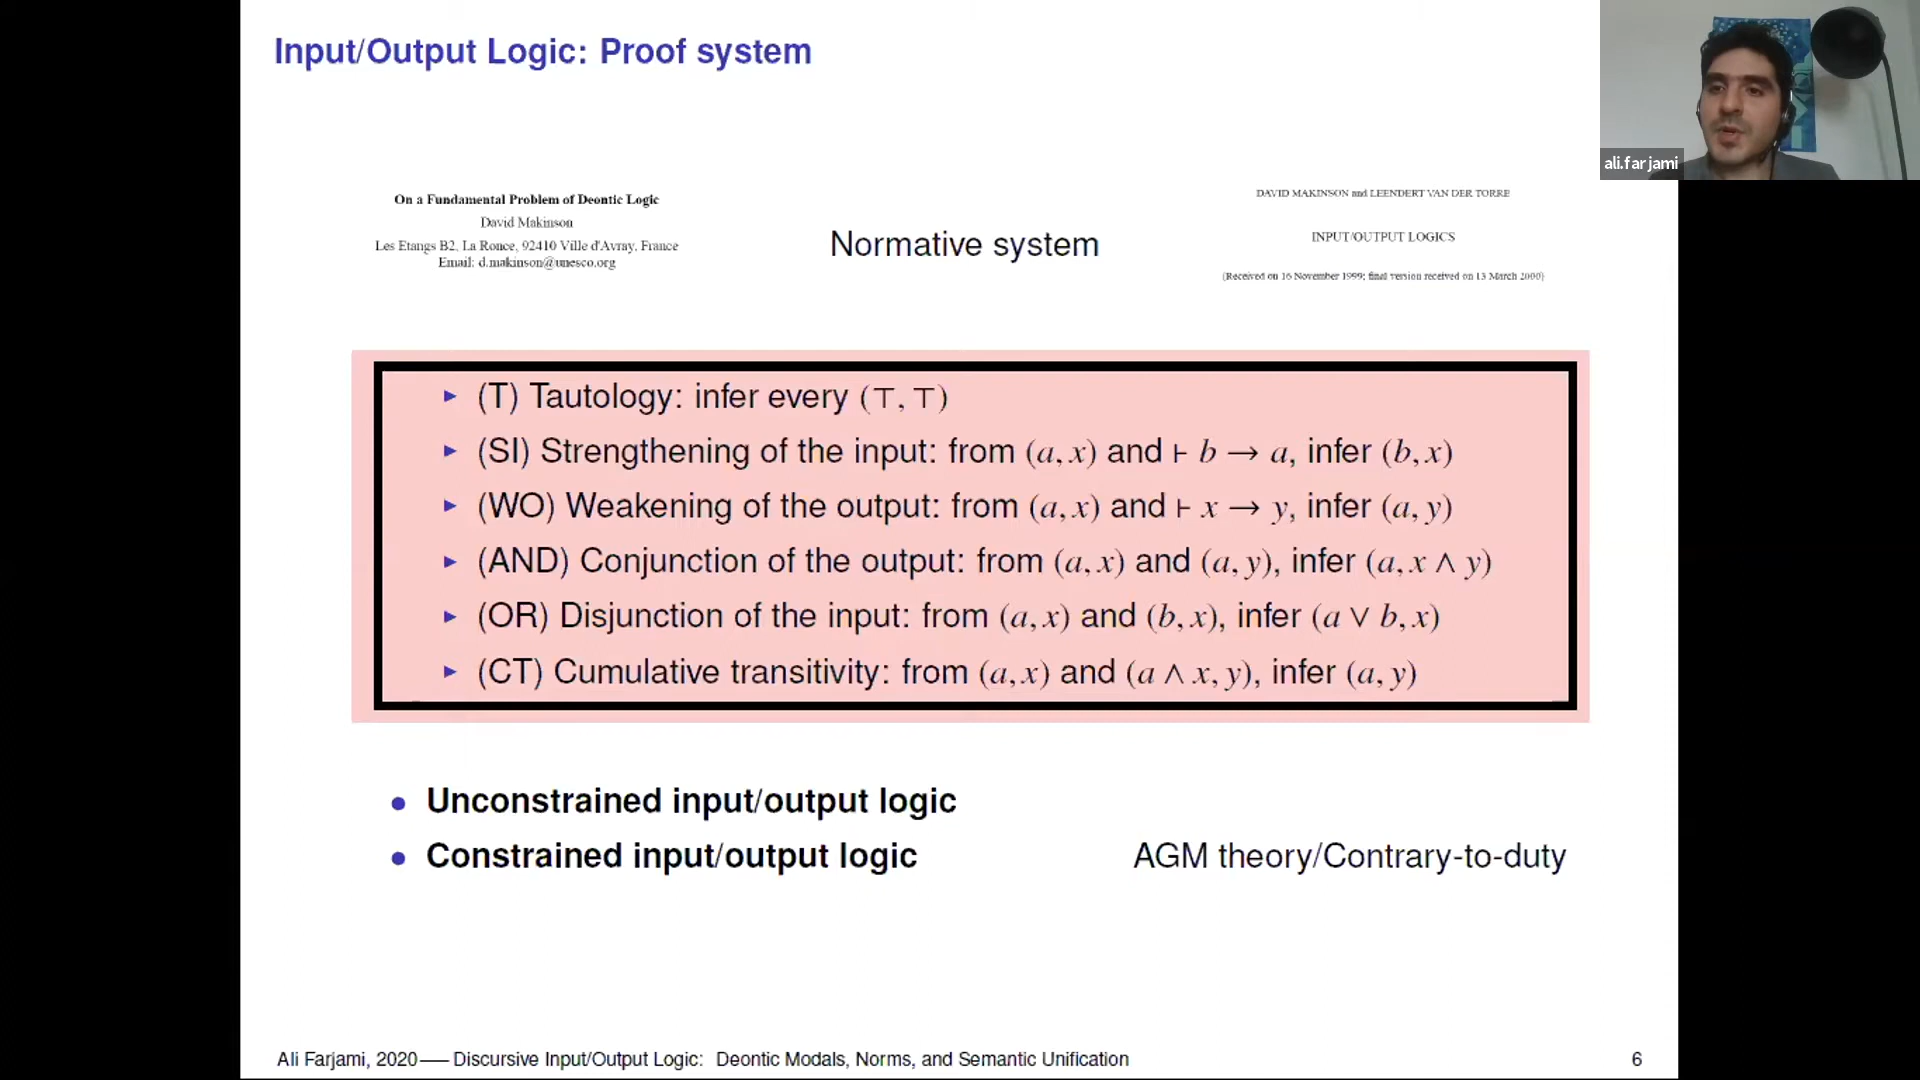 Input/Output Logic: Proof system
ali.farjami
On a Fundamental Problem of Deontic Logic
David Makinson
Les Etangs B2, La Ronce, 92410 Ville d'Avray, France
Email: d.makinson@unesco.org
Normative system
DAVID MAKINSON and LEENDERT VAN DER TORRE
INPUT/OUTPUT LOGICS
(Received on 16 November 1999; final version received on 13 March 2000)
▶ (T) Tautology: infer every (⊤, ⊤)
▶ (SI) Strengthening of the input: from (a, x) and ⊢ b → a, infer (b, x)
▶ (WO) Weakening of the output: from (a, x) and ⊢ x → y, infer (a, y)
▶ (AND) Conjunction of the output: from (a, x) and (a, y), infer (a, x ∧ y)
▶ (OR) Disjunction of the input: from (a, x) and (b, x), infer (a ∨ b, x)
▶ (CT) Cumulative transitivity: from (a, x) and (a ∧ x, y), infer (a, y)
• Unconstrained input/output logic
• Constrained input/output logic AGM theory/Contrary-to-duty
Ali Farjami, 2020—— Discursive Input/Output Logic: Deontic Modals, Norms, and Semantic Unification 6